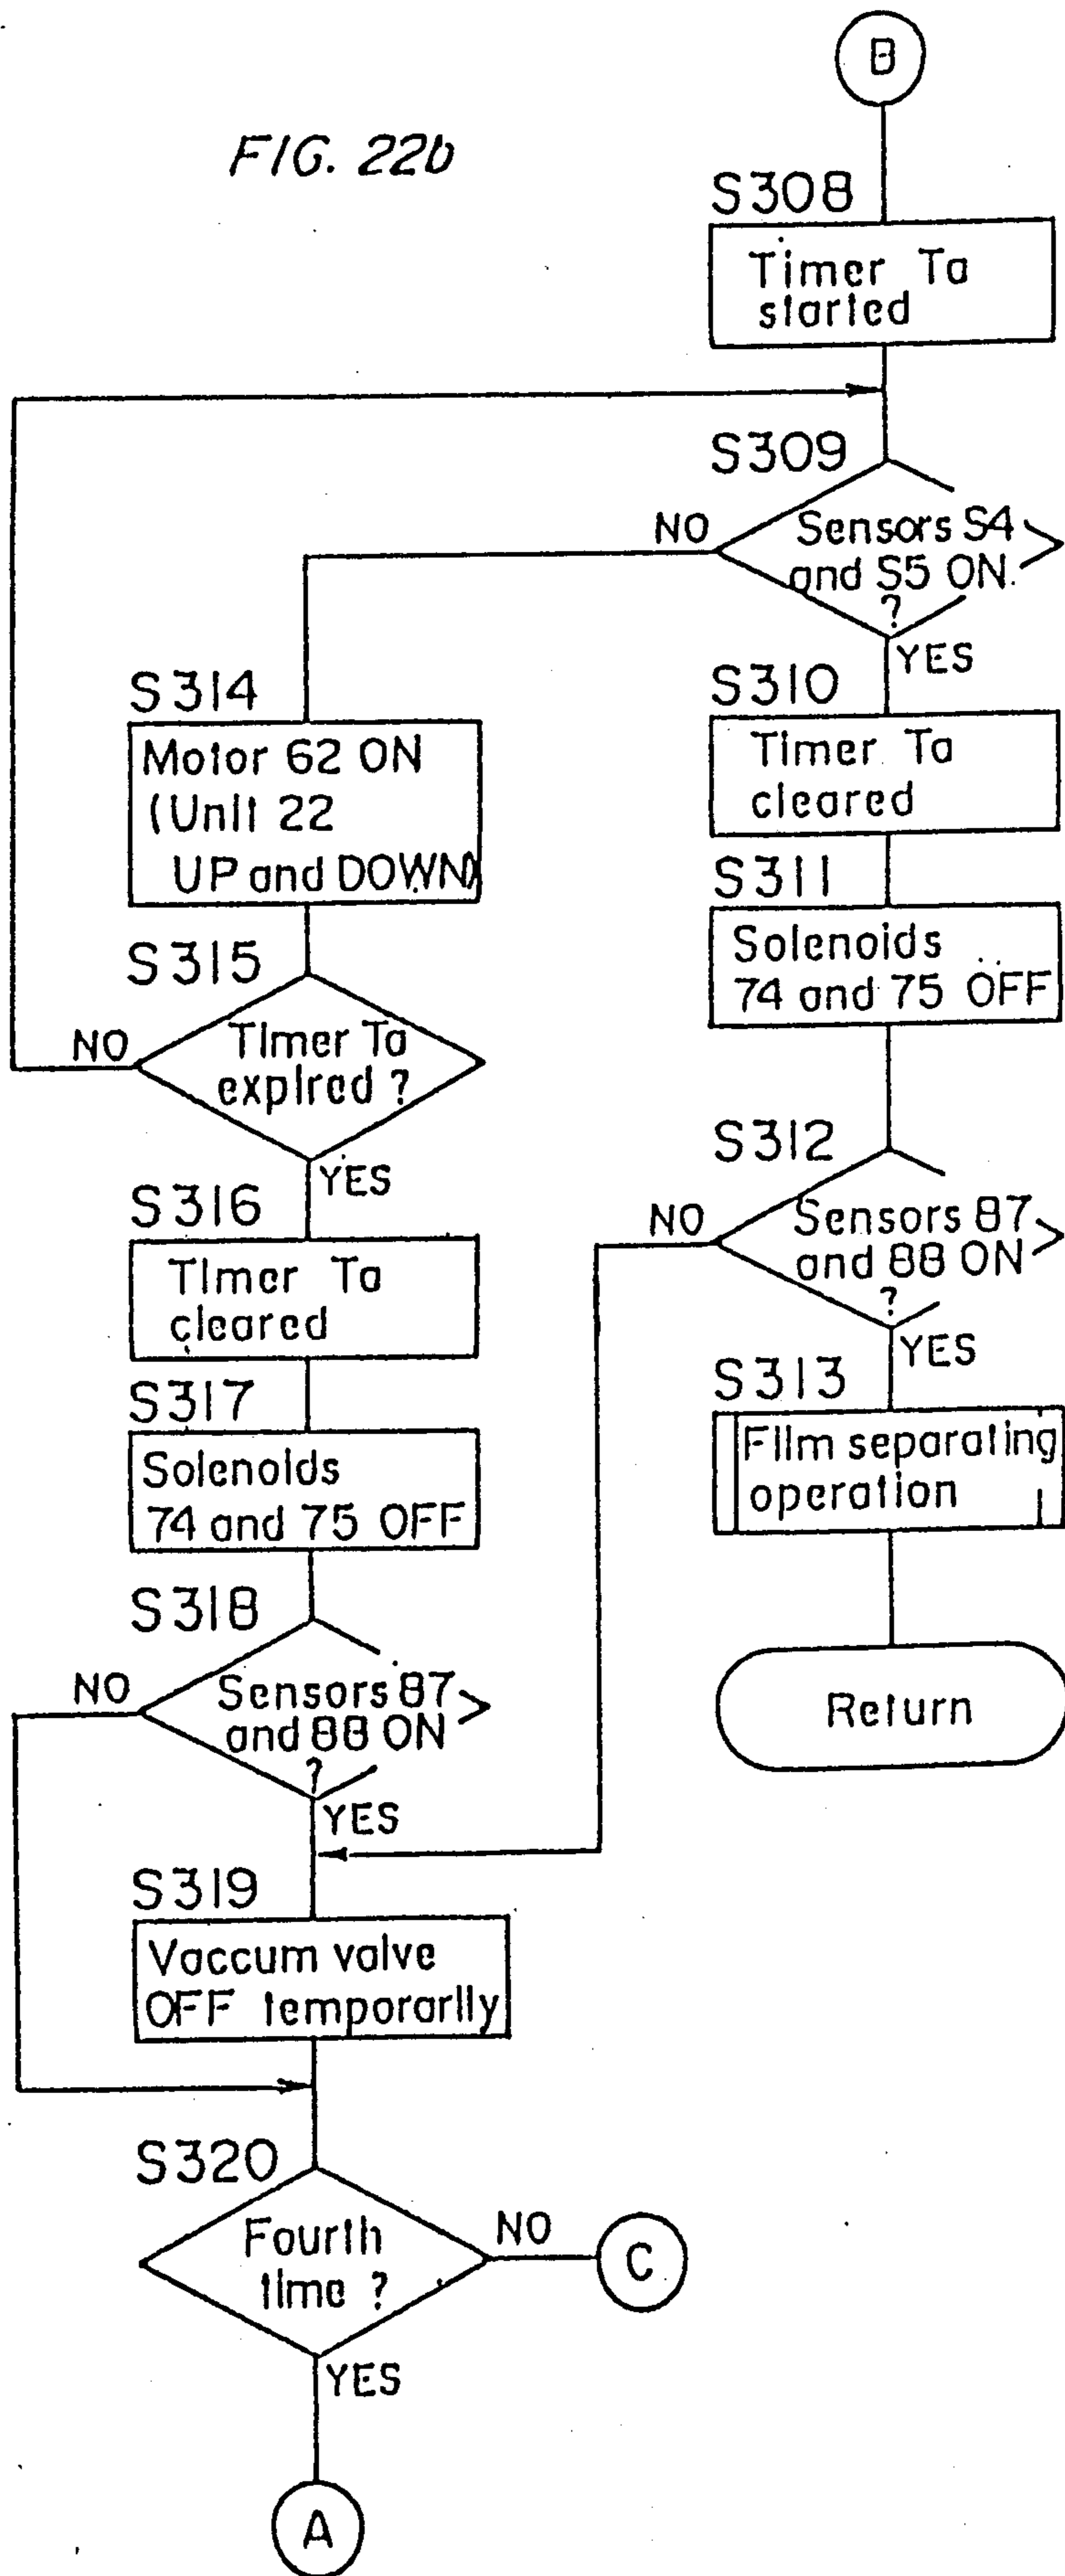 B
FIG. 22b
S308
Timer Ta
started
S309
NO
Sensors S4
and S5 ON
?
YES
S310
Timer Ta
cleared
S311
Solenoids
74 and 75 OFF
S312
NO
Sensors 87
and 88 ON
?
YES
S313
Film separating
operation
Return
S314
Motor 62 ON
(Unit 22
UP and DOWN)
S315
NO
Timer Ta
expired ?
YES
S316
Timer Ta
cleared
S317
Solenoids
74 and 75 OFF
S318
NO
Sensors 87
and 88 ON
?
YES
S319
Vaccum valve
OFF temporarily
S320
Fourth
time ?
NO
C
YES
A